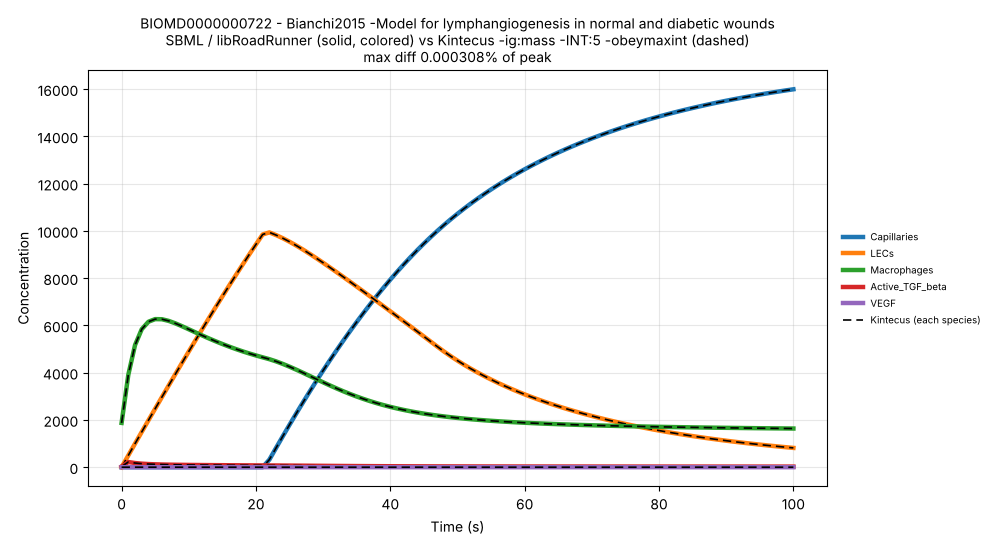 BIOMD0000000722 - Bianchi2015 -Model for lymphangiogenesis in normal and diabetic wounds
SBML / libRoadRunner (solid, colored) vs Kintecus -ig:mass -INT:5 -obeymaxint (dashed)
max diff 0.000308% of peak
Concentration
16000
14000
12000
10000
8000
6000
4000
2000
0
0 20 40 60 80 100
Time (s)
Capillaries
LECs
Macrophages
Active_TGF_beta
VEGF
Kintecus (each species)